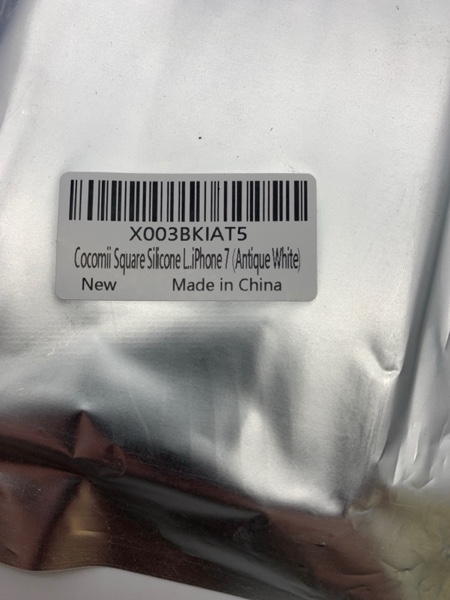 X003BKIAT5
Cocomii Square Silicone L..iPhone 7 (Antique White)
New Made in China